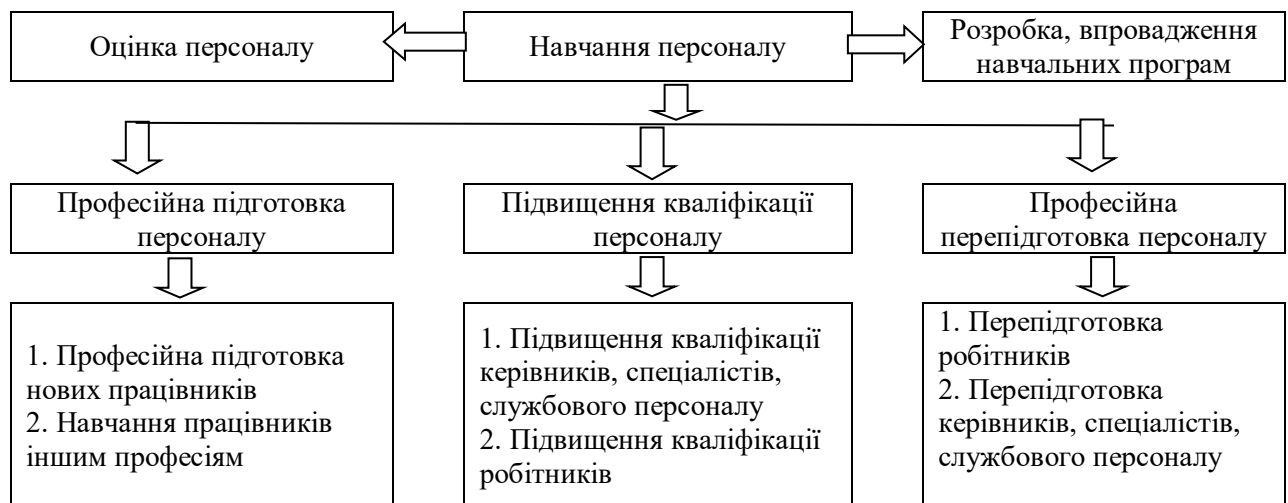 Оцінка персоналу
Навчання персоналу
Розробка, впровадження
навчальних програм
Професійна підготовка
персоналу
Підвищення кваліфікації
персоналу
Професійна
перепідготовка персоналу
1. Професійна підготовка
нових працівників
2. Навчання працівників
іншим професіям
1. Підвищення кваліфікації
керівників, спеціалістів,
службового персоналу
2. Підвищення кваліфікації
робітників
1. Перепідготовка
робітників
2. Перепідготовка
керівників, спеціалістів,
службового персоналу